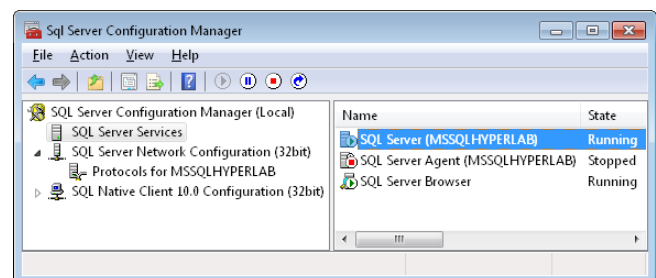 Sql Server Configuration Manager
File Action View Help
SQL Server Configuration Manager (Local)
SQL Server Services
SQL Server Network Configuration (32bit)
Protocols for MSSQLHYPERLAB
SQL Native Client 10.0 Configuration (32bit)
Name State
SQL Server (MSSQLHYPERLAB) Running
SQL Server Agent (MSSQLHYPERLAB) Stopped
SQL Server Browser Running